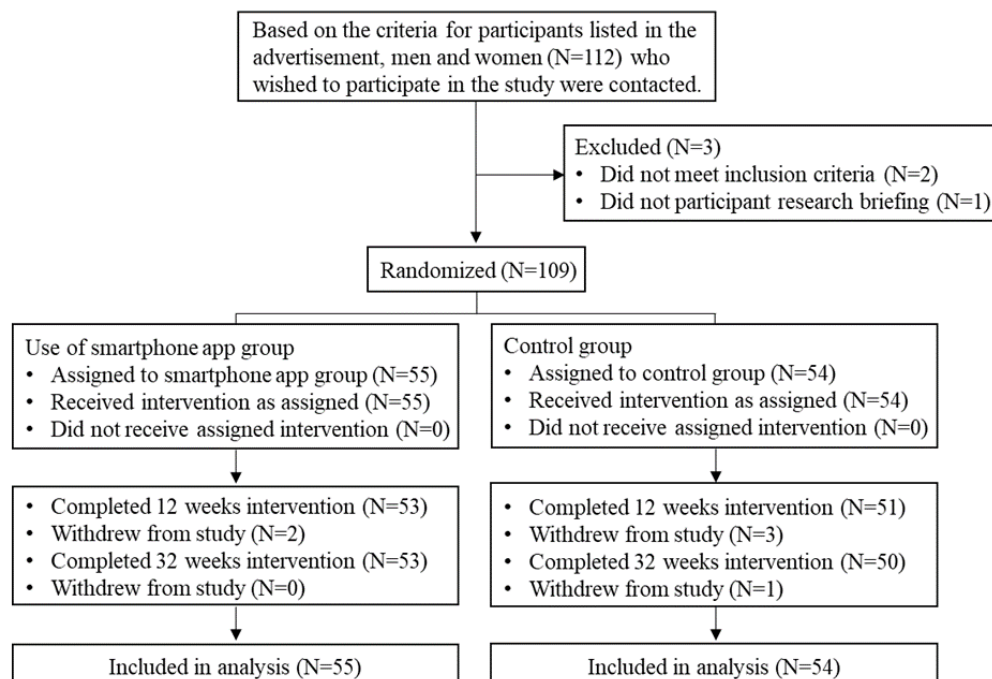 Based on the criteria for participants listed in the
advertisement, men and women (N=112) who
wished to participate in the study were contacted.
Excluded (N=3)
• Did not meet inclusion criteria (N=2)
• Did not participant research briefing (N=1)
Randomized (N=109)
Use of smartphone app group
• Assigned to smartphone app group (N=55)
• Received intervention as assigned (N=55)
• Did not receive assigned intervention (N=0)
Control group
• Assigned to control group (N=54)
• Received intervention as assigned (N=54)
• Did not receive assigned intervention (N=0)
• Completed 12 weeks intervention (N=53)
• Withdrew from study (N=2)
• Completed 32 weeks intervention (N=53)
• Withdrew from study (N=0)
• Completed 12 weeks intervention (N=51)
• Withdrew from study (N=3)
• Completed 32 weeks intervention (N=50)
• Withdrew from study (N=1)
Included in analysis (N=55)
Included in analysis (N=54)